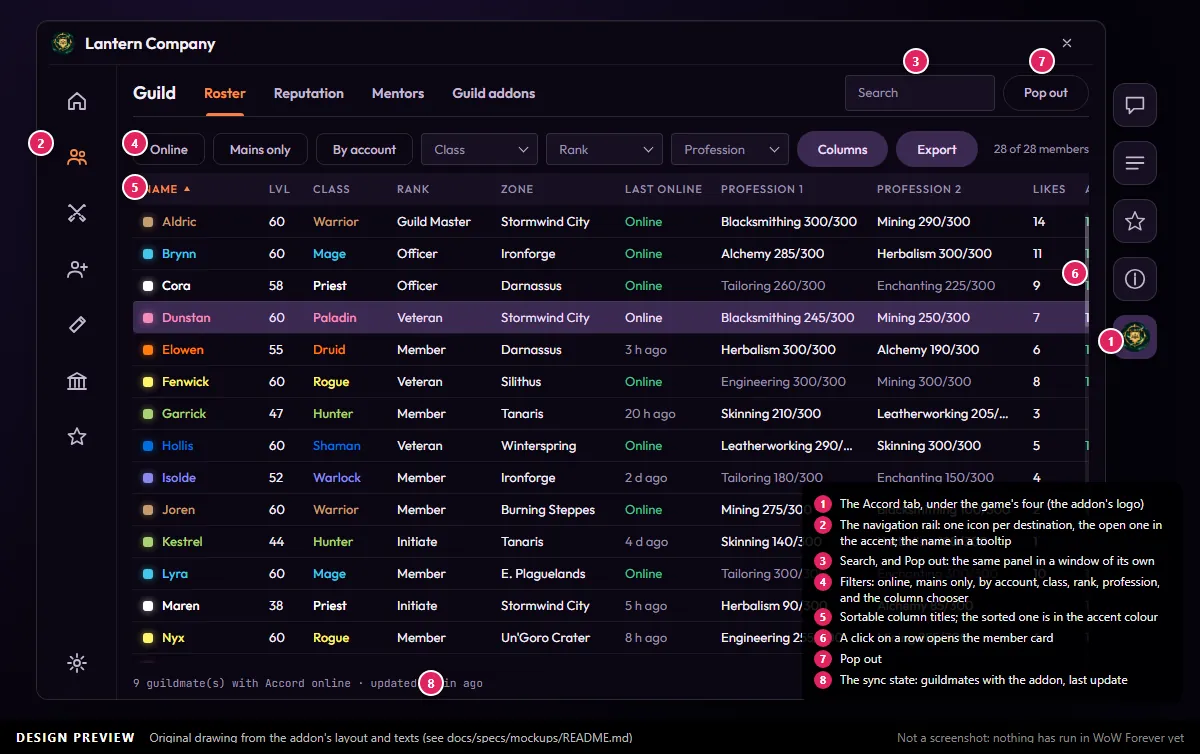 Lantern Company
3
7
Guild Roster Reputation Mentors Guild addons Search Pop out
2
4 Online Mains only By account Class Rank Profession Columns Export 28 of 28 members
5 AME LVL CLASS RANK ZONE LAST ONLINE PROFESSION 1 PROFESSION 2 LIKES
Aldric 60 Warrior Guild Master Stormwind City Online Blacksmithing 300/300 Mining 290/300 14
Brynn 60 Mage Officer Ironforge Online Alchemy 285/300 Herbalism 300/300 11
6
Cora 58 Priest Officer Darnassus Online Tailoring 260/300 Enchanting 225/300 9
Dunstan 60 Paladin Veteran Stormwind City Online Blacksmithing 245/300 Mining 250/300 7
1
Elowen 55 Druid Member Darnassus 3 h ago Herbalism 300/300 Alchemy 190/300 6
Fenwick 60 Rogue Veteran Silithus Online Engineering 300/300 Mining 300/300 8
Garrick 47 Hunter Member Tanaris 20 h ago Skinning 210/300 Leatherworking 205/... 3
Hollis 60 Shaman Veteran Winterspring Online Leatherworking 290/... Skinning 300/300 5
Isolde 52 Warlock Member Ironforge 2 d ago Tailoring 180/300 Enchanting 150/300 4
Joren 60 Warrior Member Burning Steppes Online Mining 275/300
Kestrel 44 Hunter Initiate Tanaris 4 d ago Skinning 140/3
Lyra 60 Mage Member E. Plaguelands Online Tailoring 300/3
Maren 38 Priest Initiate Stormwind City 5 h ago Herbalism 90/300 Alchemy 85/300
Nyx 60 Rogue Member Un'Goro Crater 8 h ago Engineering 2
1 The Accord tab, under the game's four (the addon's logo)
2 The navigation rail: one icon per destination, the open one in
the accent; the name in a tooltip
3 Search, and Pop out: the same panel in a window of its own
4 Filters: online, mains only, by account, class, rank, profession,
and the column chooser
5 Sortable column titles; the sorted one is in the accent colour
6 A click on a row opens the member card
7 Pop out
8 The sync state: guildmates with the addon, last update
9 guildmate(s) with Accord online · updated 8 in ago
DESIGN PREVIEW Original drawing from the addon's layout and texts (see docs/specs/mockups/README.md) Not a screenshot: nothing has run in WoW Forever yet